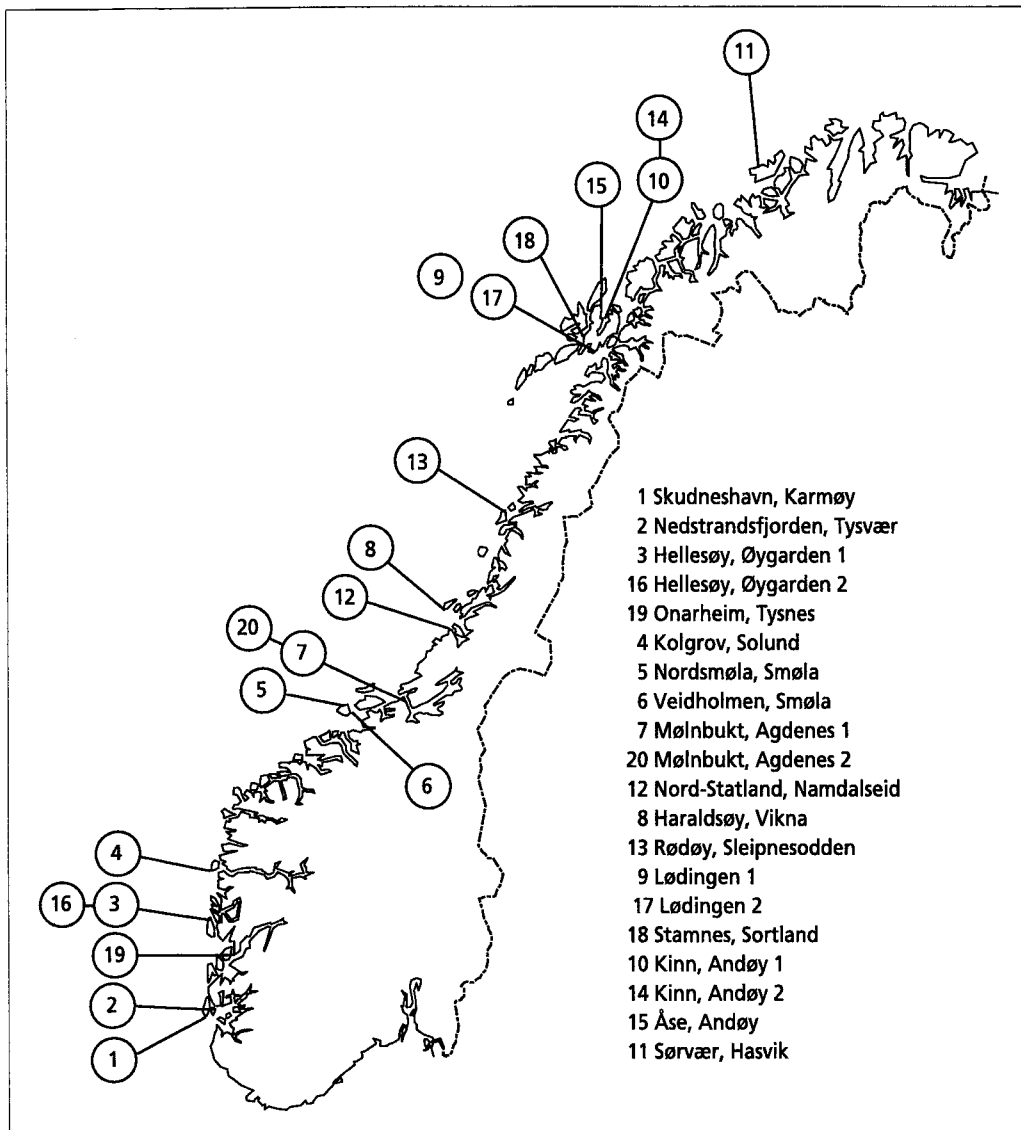 11
14
15
10
18
9
17
13
8
12
20
7
5
6
4
16
3
19
2
1
1 Skudneshavn, Karmøy
2 Nedstrandsfjorden, Tysvær
3 Hellesøy, Øygarden 1
16 Hellesøy, Øygarden 2
19 Onarheim, Tysnes
4 Kolgrov, Solund
5 Nordsmøla, Smøla
6 Veidholmen, Smøla
7 Mølnbukt, Agdenes 1
20 Mølnbukt, Agdenes 2
12 Nord-Statland, Namdalseid
8 Haraldsøy, Vikna
13 Rødøy, Sleipnesodden
9 Lødingen 1
17 Lødingen 2
18 Stamnes, Sortland
10 Kinn, Andøy 1
14 Kinn, Andøy 2
15 Åse, Andøy
11 Sørvær, Hasvik